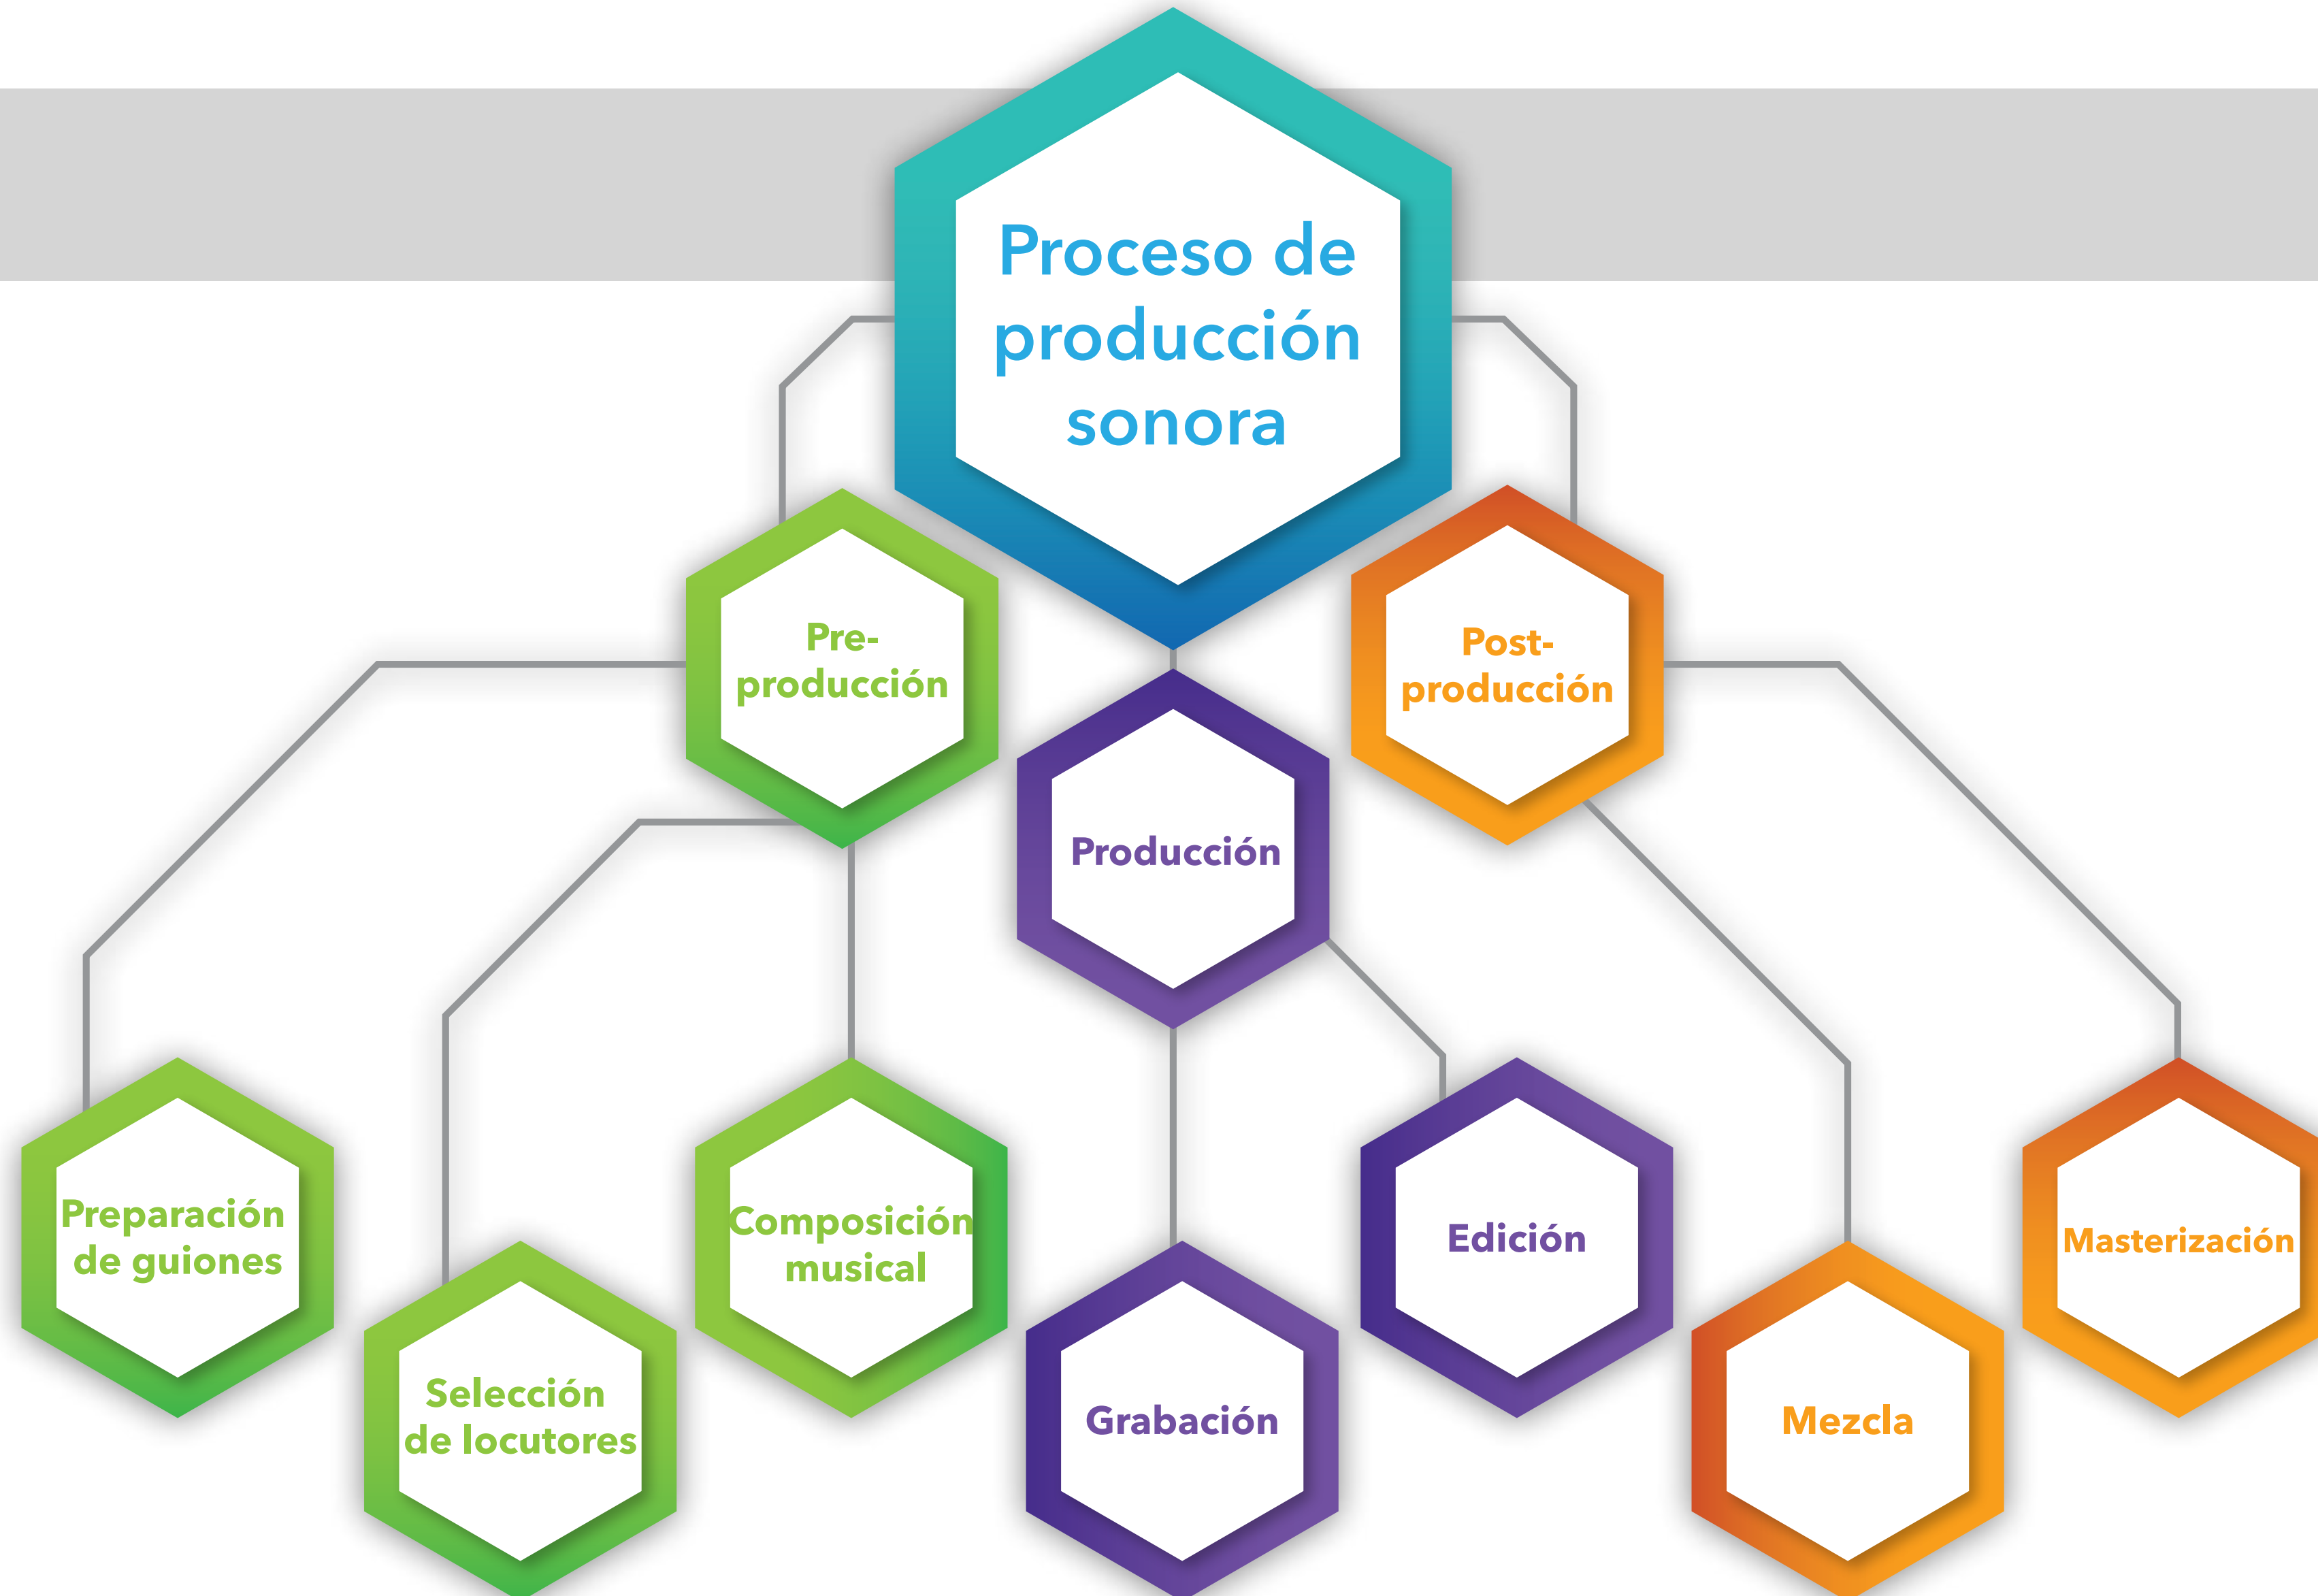 Proceso de
producción
sonora
Pre-
producción
Post-
producción
Producción
Preparación
de guiones
Selección
de locutores
Composición
musical
Grabación
Edición
Mezcla
Masterización